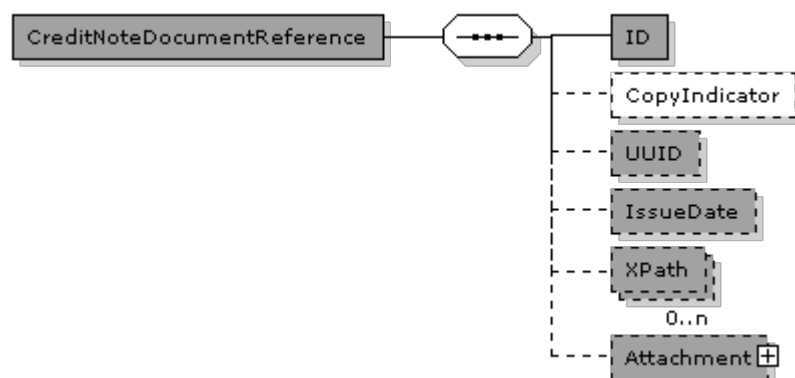 CreditNoteDocumentReference
ID
CopyIndicator
UUID
IssueDate
XPath
0..n
Attachment